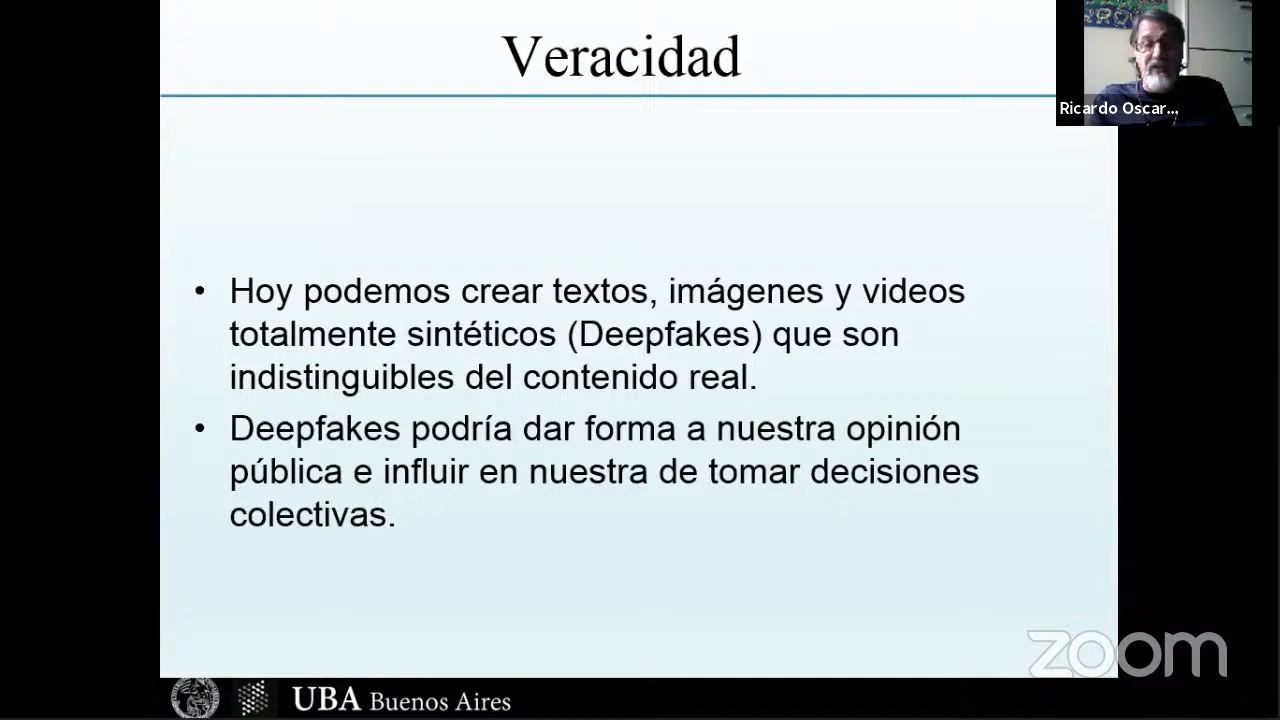 Veracidad
Ricardo Oscar...
• Hoy podemos crear textos, imágenes y videos
totalmente sintéticos (Deepfakes) que son
indistinguibles del contenido real.
• Deepfakes podría dar forma a nuestra opinión
pública e influir en nuestra de tomar decisiones
colectivas.
zoom
UBA Buenos Aires